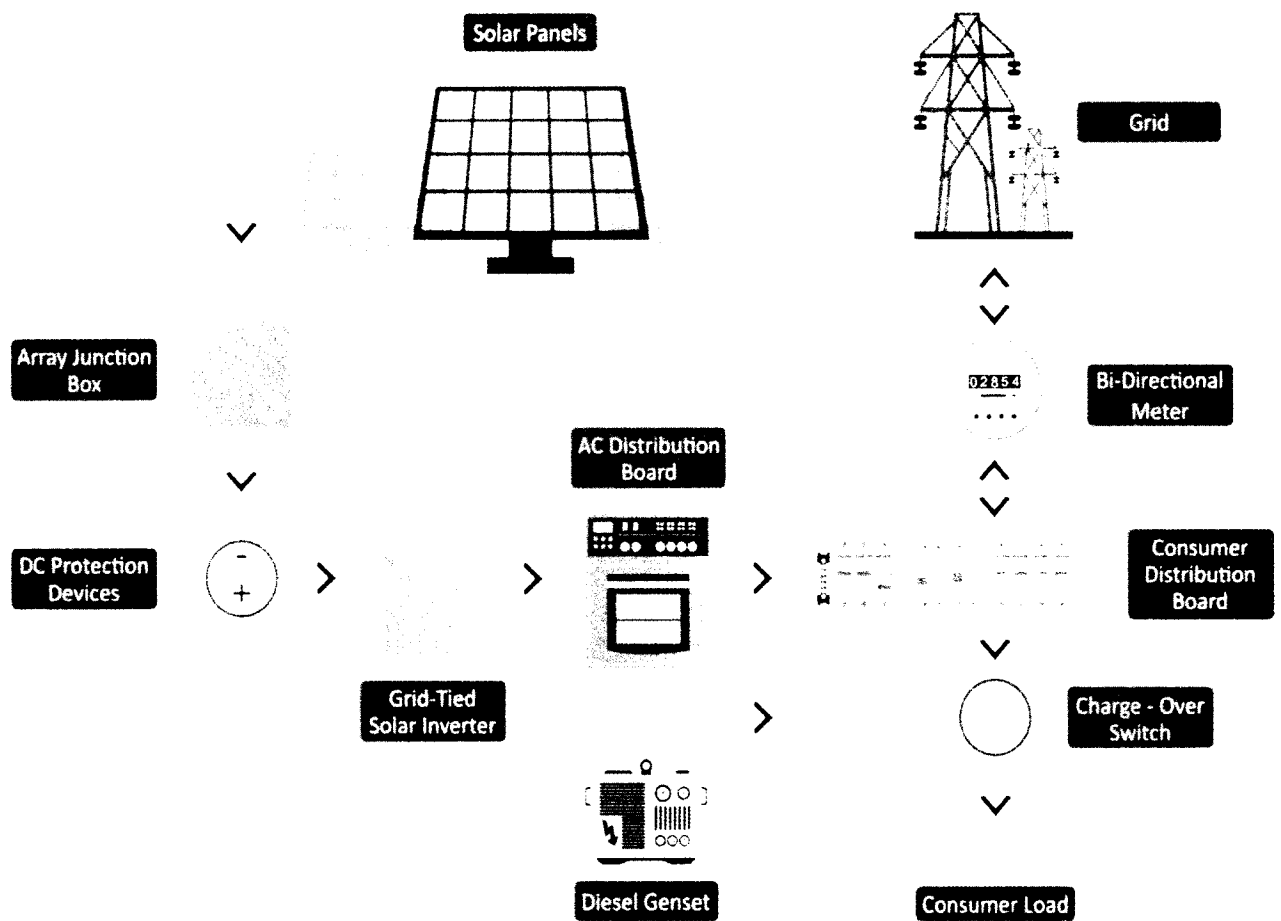 Solar Panels
Grid
Array Junction
Box
02854
Bi-Directional
Meter
AC Distribution
Board
DC Protection
Devices
Consumer
Distribution
Board
Grid-Tied
Solar Inverter
Charge - Over
Switch
Diesel Genset
Consumer Load